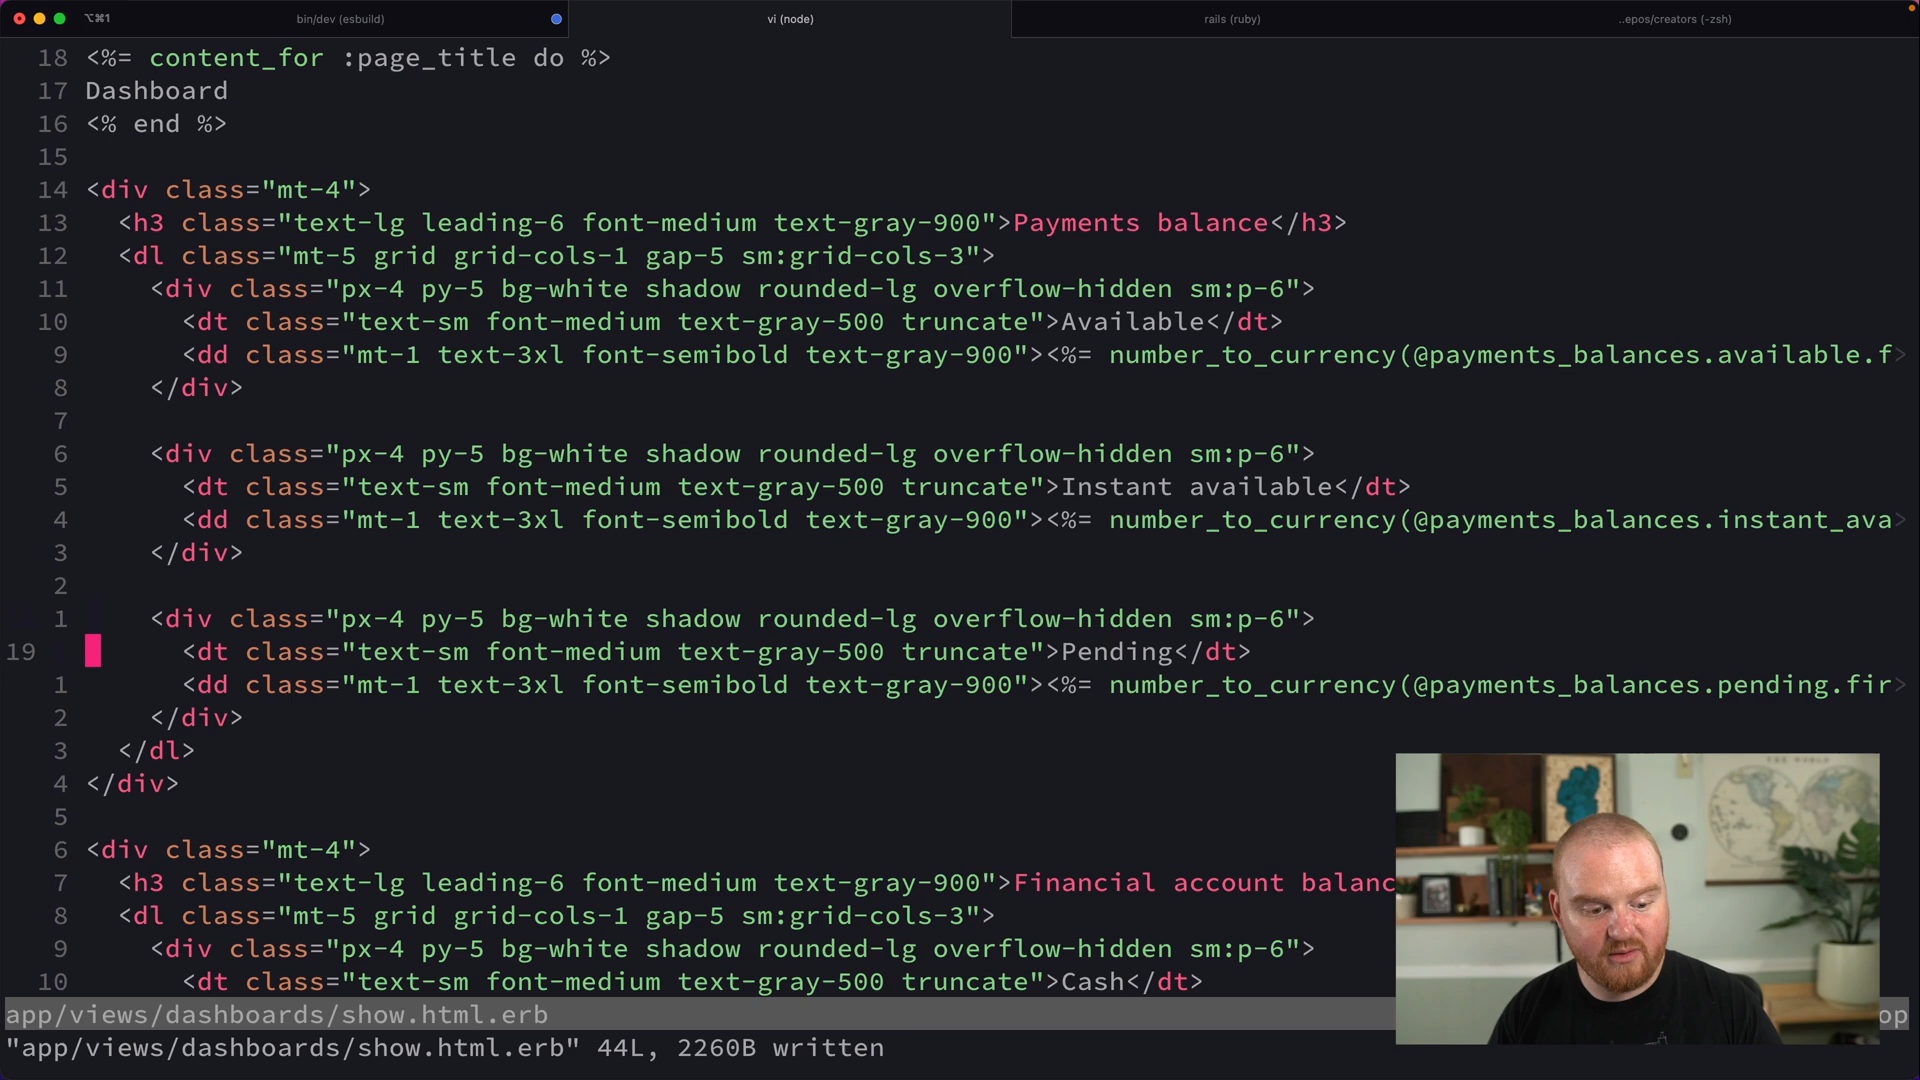 ⌥⌘1
bin/dev (esbuild)
vi (node)
rails (ruby)
..epos/creators (-zsh)
18 <%= content_for :page_title do %>
17 Dashboard
16 <% end %>
15
14 <div class="mt-4">
13 <h3 class="text-lg leading-6 font-medium text-gray-900">Payments balance</h3>
12 <dl class="mt-5 grid grid-cols-1 gap-5 sm:grid-cols-3">
11 <div class="px-4 py-5 bg-white shadow rounded-lg overflow-hidden sm:p-6">
10 <dt class="text-sm font-medium text-gray-500 truncate">Available</dt>
9 <dd class="mt-1 text-3xl font-semibold text-gray-900"><%= number_to_currency(@payments_balances.available.f>
8 </div>
7
6 <div class="px-4 py-5 bg-white shadow rounded-lg overflow-hidden sm:p-6">
5 <dt class="text-sm font-medium text-gray-500 truncate">Instant available</dt>
4 <dd class="mt-1 text-3xl font-semibold text-gray-900"><%= number_to_currency(@payments_balances.instant_ava>
3 </div>
2
1 <div class="px-4 py-5 bg-white shadow rounded-lg overflow-hidden sm:p-6">
19 <dt class="text-sm font-medium text-gray-500 truncate">Pending</dt>
1 <dd class="mt-1 text-3xl font-semibold text-gray-900"><%= number_to_currency(@payments_balances.pending.fir>
2 </div>
3 </dl>
4 </div>
5
6 <div class="mt-4">
7 <h3 class="text-lg leading-6 font-medium text-gray-900">Financial account balanc
8 <dl class="mt-5 grid grid-cols-1 gap-5 sm:grid-cols-3">
9 <div class="px-4 py-5 bg-white shadow rounded-lg overflow-hidden sm:p-6">
10 <dt class="text-sm font-medium text-gray-500 truncate">Cash</dt>
app/views/dashboards/show.html.erb op
"app/views/dashboards/show.html.erb" 44L, 2260B written
THE WORLD